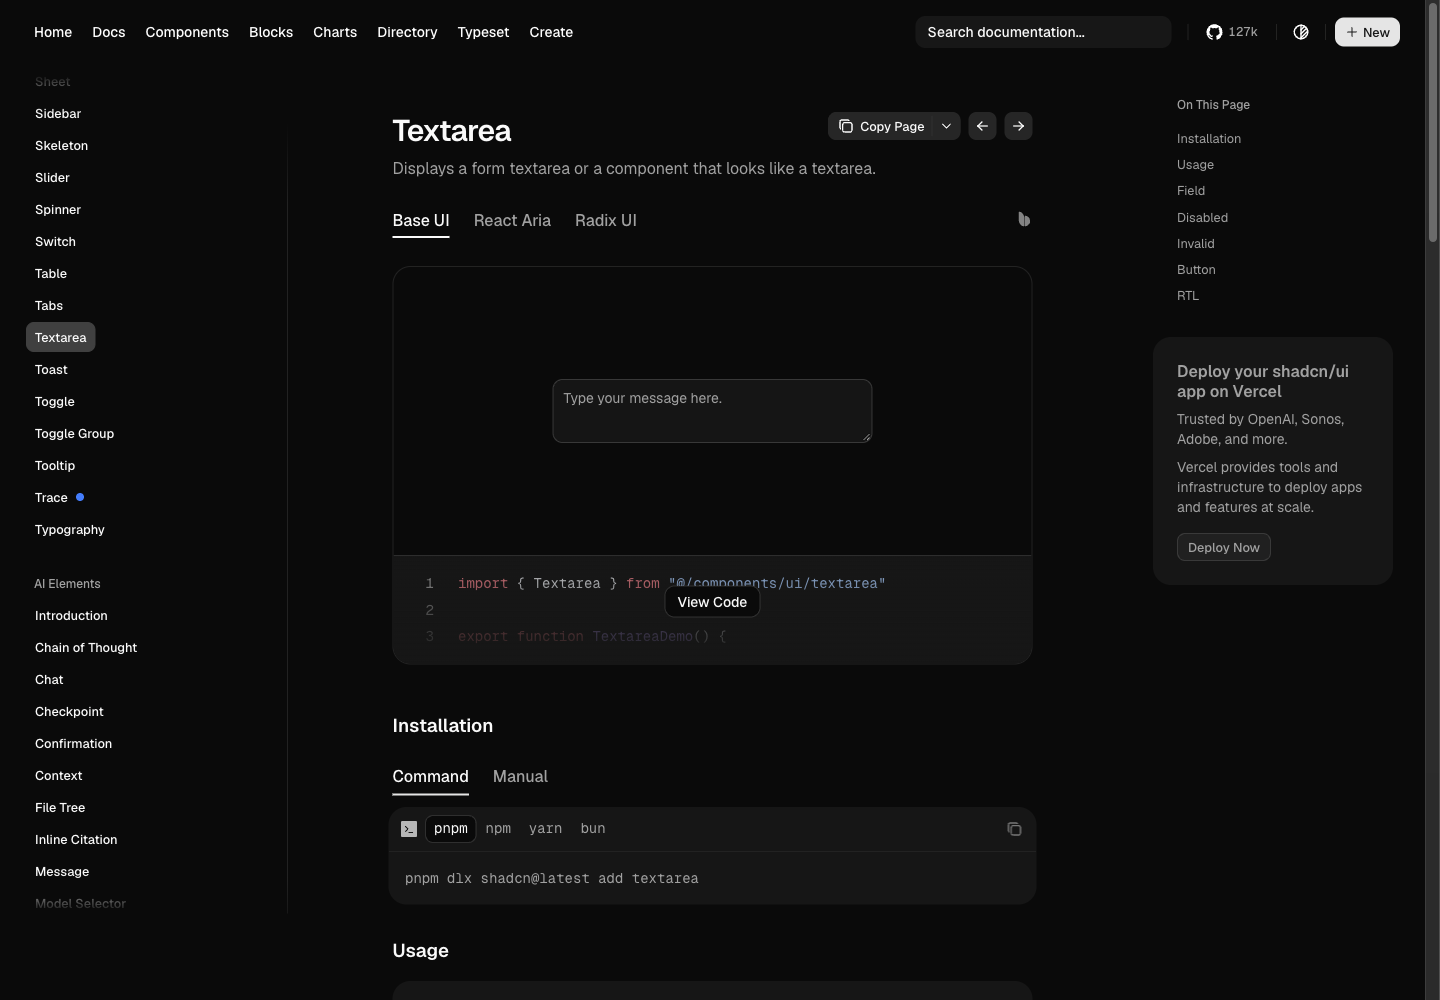 Home Docs Components Blocks Charts Directory Typeset Create
Search documentation...
127k
New
Sheet
Sidebar
Skeleton
Slider
Spinner
Switch
Table
Tabs
Textarea
Toast
Toggle
Toggle Group
Tooltip
Trace
Typography
AI Elements
Introduction
Chain of Thought
Chat
Checkpoint
Confirmation
Context
File Tree
Inline Citation
Message
Model Selector
Textarea
Copy Page
Displays a form textarea or a component that looks like a textarea.
Base UI React Aria Radix UI
Type your message here.
1 import { Textarea } from "@/components/ui/textarea"
View Code
2
3 export function TextareaDemo() {
Installation
Command Manual
pnpm npm yarn bun
pnpm dlx shadcn@latest add textarea
Usage
On This Page
Installation
Usage
Field
Disabled
Invalid
Button
RTL
Deploy your shadcn/ui
app on Vercel
Trusted by OpenAI, Sonos,
Adobe, and more.
Vercel provides tools and
infrastructure to deploy apps
and features at scale.
Deploy Now